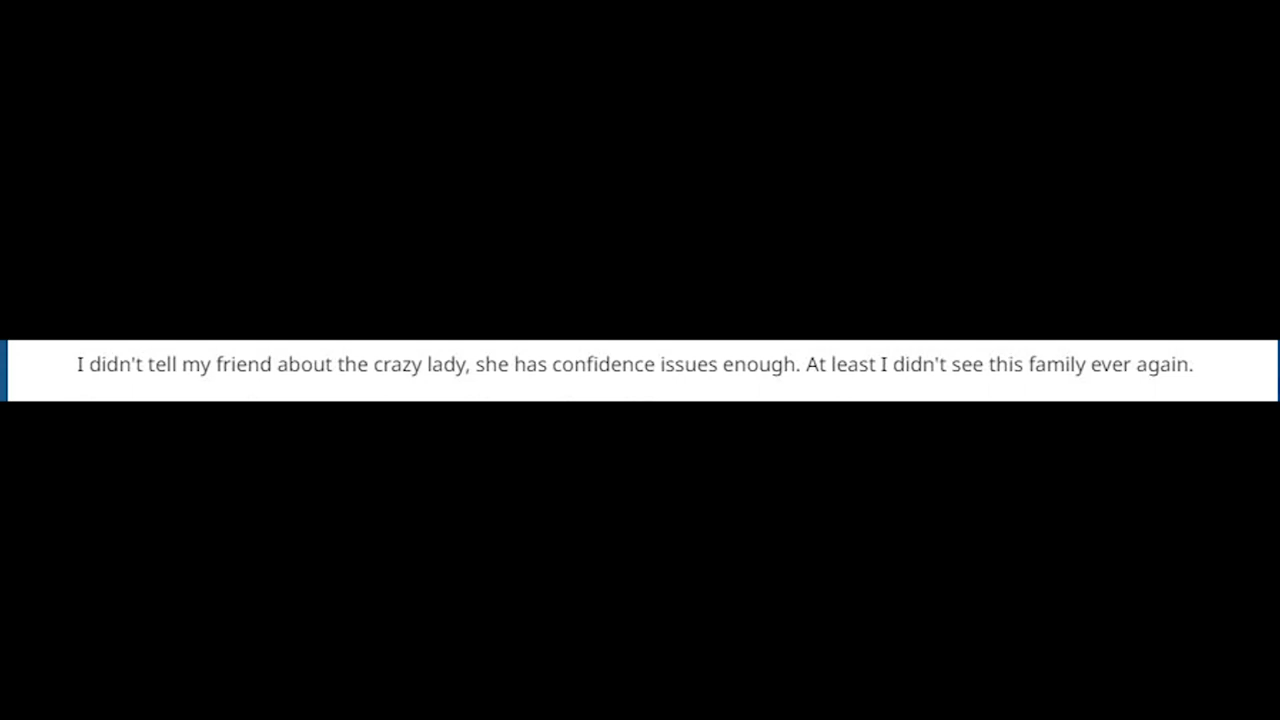 I didn't tell my friend about the crazy lady, she has confidence issues enough. At least I didn't see this family ever again.